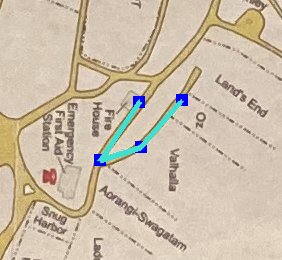 Land's End
Oz
Fire
House
Emergency
First Aid
Station
Valhalla
Aorangi-Swagatam
Snug
Harbor